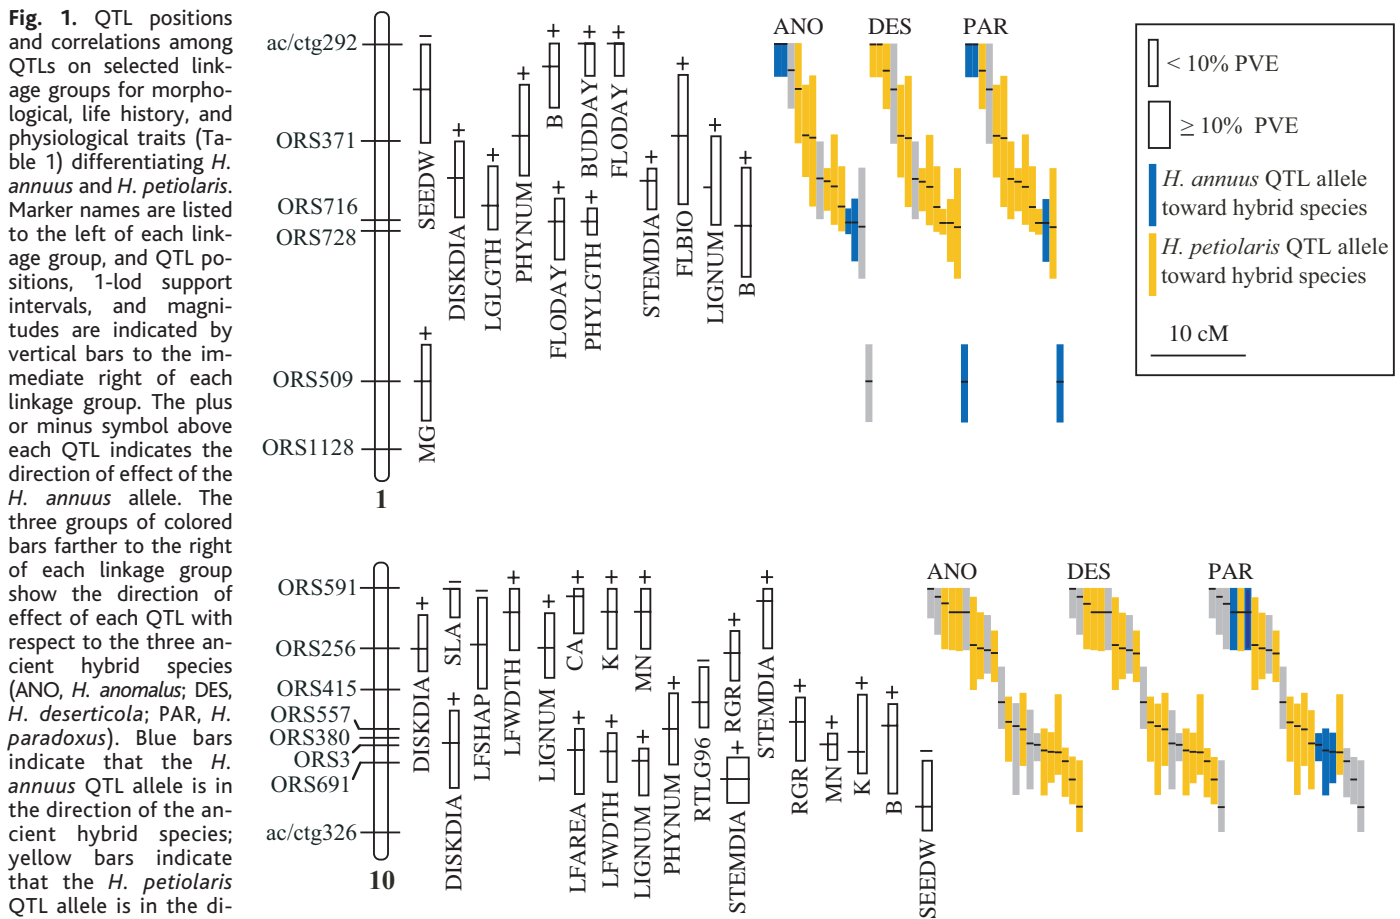 Fig. 1. QTL positions
and correlations among
QTLs on selected link-
age groups for morpho-
logical, life history, and
physiological traits (Ta-
ble 1) differentiating H.
annuus and H. petiolaris.
Marker names are listed
to the left of each link-
age group, and QTL po-
sitions, 1-lod support
intervals, and magni-
tudes are indicated by
vertical bars to the im-
mediate right of each
linkage group. The plus
or minus symbol above
each QTL indicates the
direction of effect of the
H. annuus allele. The
three groups of colored
bars farther to the right
of each linkage group
show the direction of
effect of each QTL with
respect to the three an-
cient hybrid species
(ANO, H. anomalus; DES,
H. deserticola; PAR, H.
paradoxus). Blue bars
indicate that the H.
annuus QTL allele is in
the direction of the an-
cient hybrid species;
yellow bars indicate
that the H. petiolaris
QTL allele is in the di-
ac/ctg292
ORS371
ORS716
ORS728
ORS509
ORS1128
1
− SEEDW
+ MG
+ DISKDIA
+ LGLGTH
+ PHYNUM
+ B
+ FLODAY
+ BUDDAY
+ PHYLGTH
+ FLODAY
+ STEMDIA
+ FLBIO
+ LIGNUM
+ B
ANO DES PAR
< 10% PVE
≥ 10% PVE
H. annuus QTL allele
toward hybrid species
H. petiolaris QTL allele
toward hybrid species
10 cM
ORS591
ORS256
ORS415
ORS557
ORS380
ORS3
ORS691
ac/ctg326
10
+ DISKDIA
− SLA
+ DISKDIA
− LFSHAP
+ LFWDTH
+ LIGNUM
+ CA
+ LFAREA
+ K
+ LFWDTH
+ MN
+ LIGNUM
+ PHYNUM
− RTLG96
+ RGR
+ STEMDIA
+ STEMDIA
+ RGR
+ MN
+ K
+ B
− SEEDW
ANO DES PAR